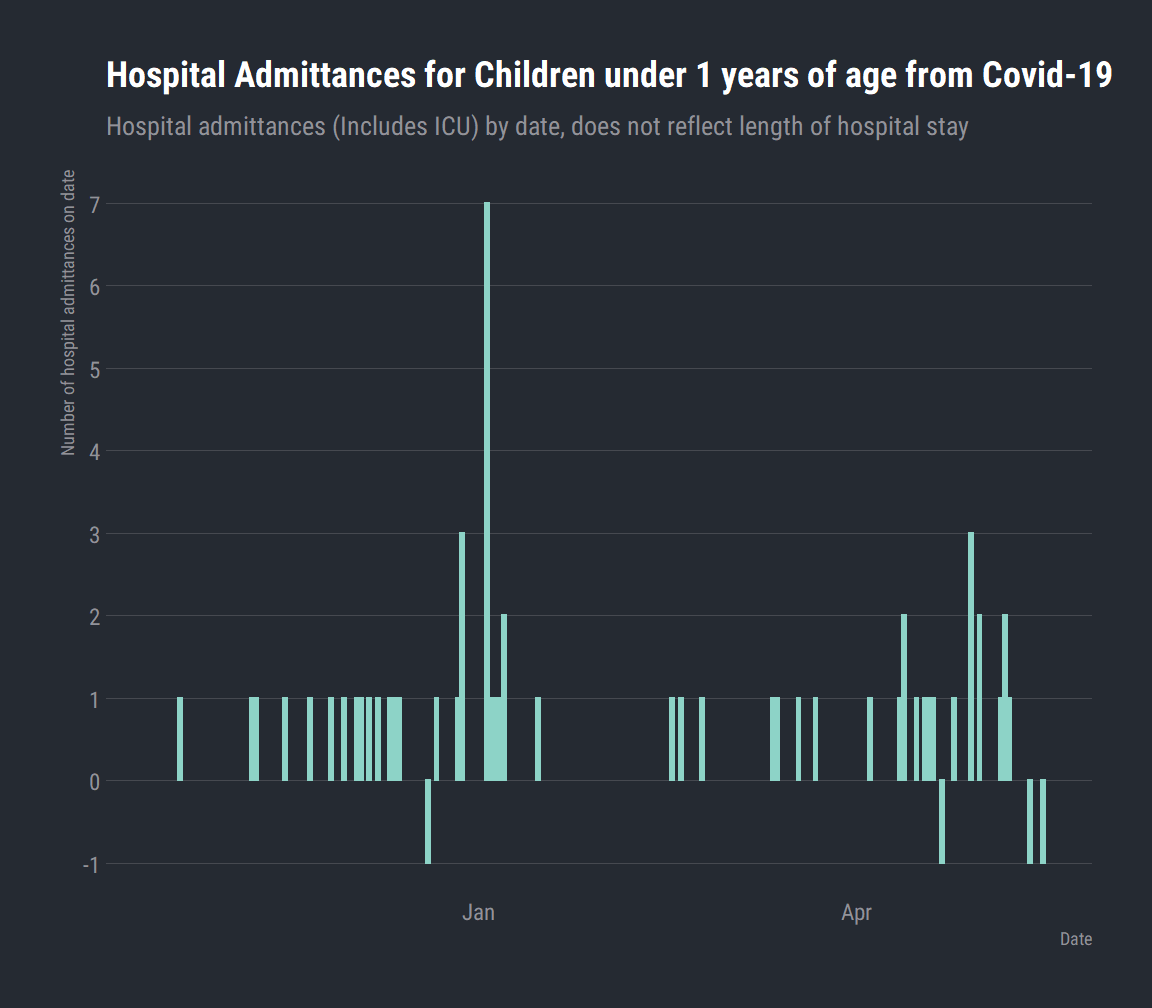 Hospital Admittances for Children under 1 years of age from Covid-19
Hospital admittances (Includes ICU) by date, does not reflect length of hospital stay
Number of hospital admittances on date
7
6
5
4
3
2
1
0
-1
Jan
Apr
Date